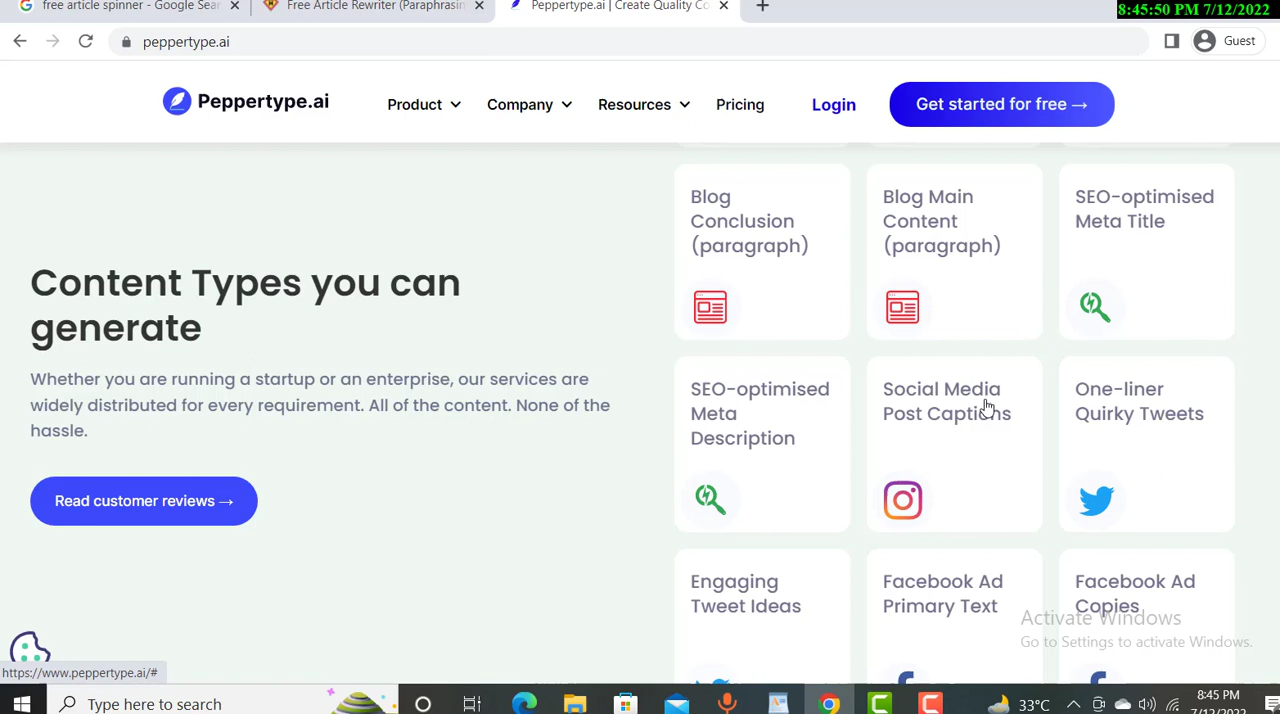 free article spinner - Google Sear
Free Article Rewriter (Paraphrasin
Peppertype.ai | Create Quality Co
8:45:50 PM 7/12/2022
peppertype.ai
Guest
Peppertype.ai
Product
Company
Resources
Pricing
Login
Get started for free →
Content Types you can
generate
Whether you are running a startup or an enterprise, our services are
widely distributed for every requirement. All of the content. None of the
hassle.
Read customer reviews →
Blog
Conclusion
(paragraph)
Blog Main
Content
(paragraph)
SEO-optimised
Meta Title
SEO-optimised
Meta
Description
Social Media
Post Captions
One-liner
Quirky Tweets
Engaging
Tweet Ideas
Facebook Ad
Primary Text
Facebook Ad
Copies
Activate Windows
Go to Settings to activate Windows.
https://www.peppertype.ai/#
Type here to search
33°C
8:45 PM
7/12/2022